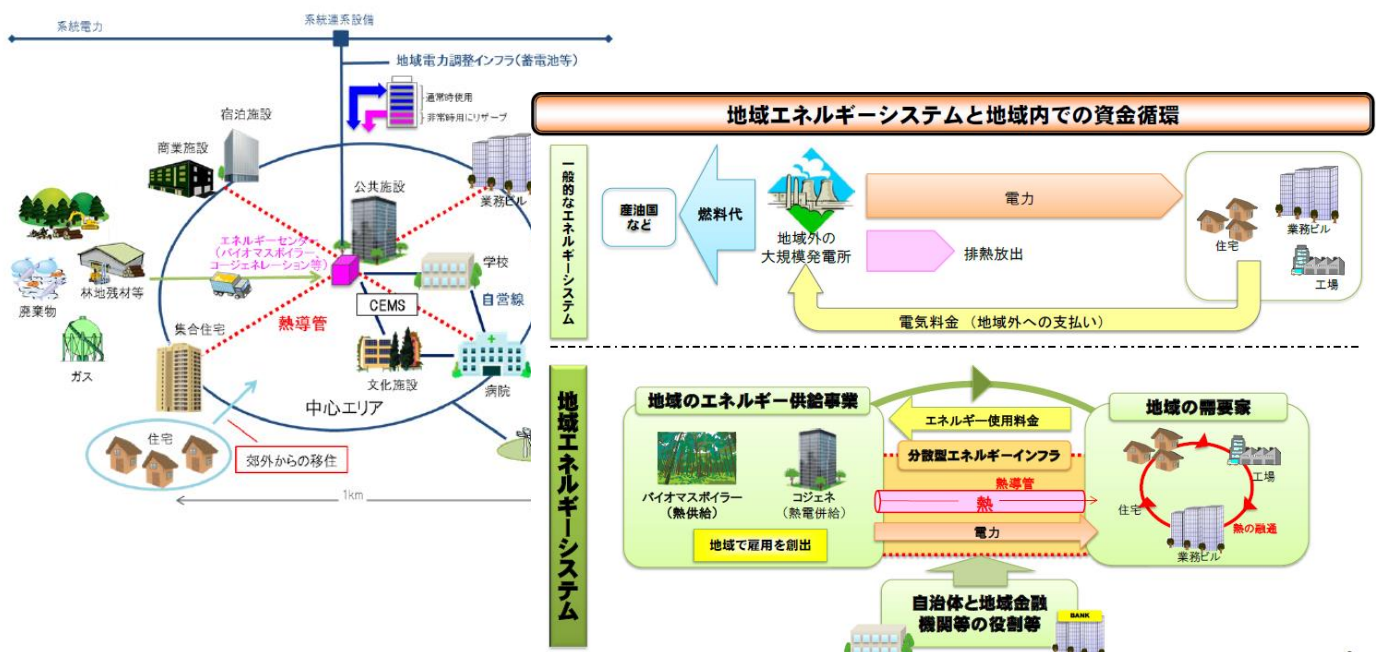 系統電力
系統連系設備
地域電力調整インフラ(蓄電池等)
通常時使用
非常時用にリザーブ
宿泊施設
商業施設
公共施設
業務ビル
エネルギーセンター
(バイオマスボイラー、
コージェネレーション等)
学校
自営線
CEMS
林地残材等
廃棄物
ガス
熱導管
集合住宅
文化施設
病院
中心エリア
住宅
郊外からの移住
1km
地域エネルギーシステムと地域内での資金循環
一般的なエネルギーシステム
産油国
など
燃料代
地域外の
大規模発電所
電力
排熱放出
住宅
業務ビル
工場
電気料金 (地域外への支払い)
地域エネルギーシステム
地域のエネルギー供給事業
バイオマスボイラー
(熱供給)
コジェネ
(熱電併給)
地域で雇用を創出
エネルギー使用料金
分散型エネルギーインフラ
熱導管
熱
電力
地域の需要家
工場
住宅
熱の融通
業務ビル
自治体と地域金融
機関等の役割等
BANK